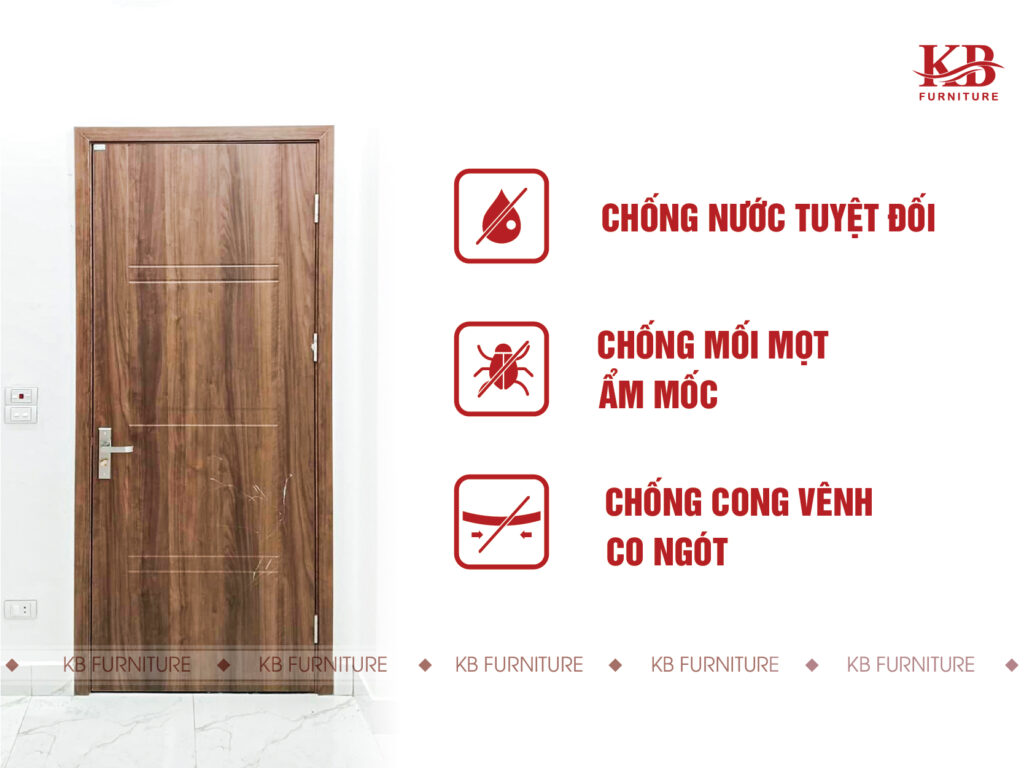 KB
FURNITURE
CHỐNG NƯỚC TUYỆT ĐỐI
CHỐNG MỐI MỌT
ẨM MỐC
CHỐNG CONG VÊNH
CO NGÓT
KB FURNITURE KB FURNITURE KB FURNITURE KB FURNITURE KB FURNITURE